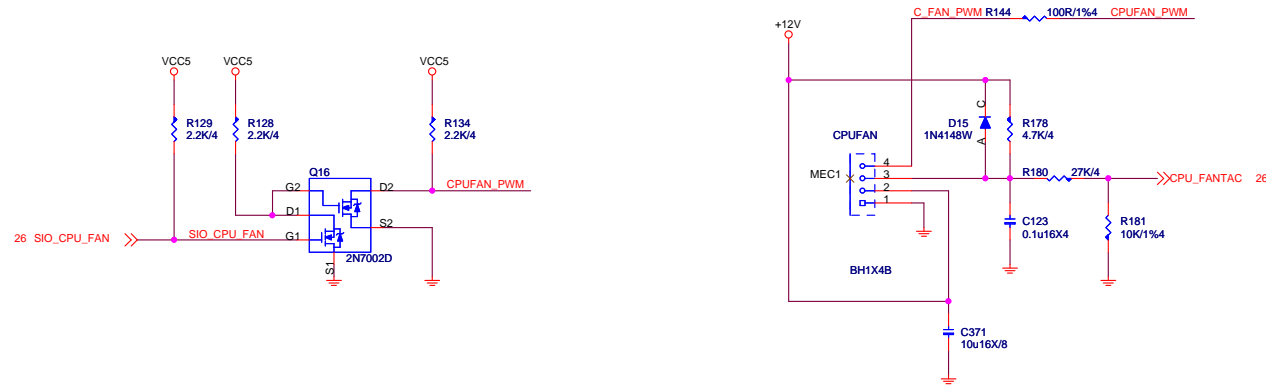 C_FAN_PWM R144 100R/1%4 CPUFAN_PWM
+12V
VCC5 VCC5 VCC5
R129
2.2K/4
R128
2.2K/4
R134
2.2K/4
Q16
G2 D2 CPUFAN_PWM
D1
S2
26 SIO_CPU_FAN SIO_CPU_FAN G1
2N7002D
S1
C
D15
1N4148W
A
R178
4.7K/4
CPUFAN
MEC1
4
3
2
1
R180 27K/4 CPU_FANTAC 26
C123
0.1u16X4
R181
10K/1%4
BH1X4B
C371
10u16X/8